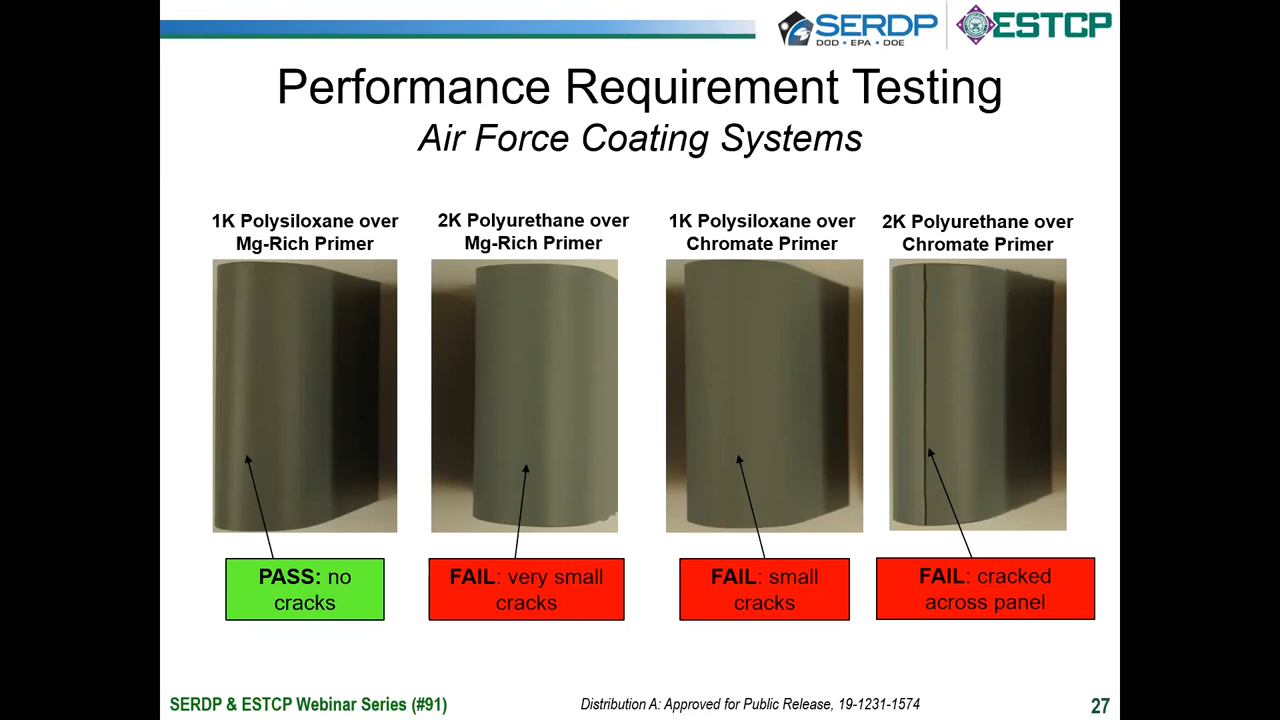 SERDP
DOD • EPA • DOE
ESTCP
Performance Requirement Testing
Air Force Coating Systems
1K Polysiloxane over
Mg-Rich Primer
2K Polyurethane over
Mg-Rich Primer
1K Polysiloxane over
Chromate Primer
2K Polyurethane over
Chromate Primer
PASS: no
cracks
FAIL: very small
cracks
FAIL: small
cracks
FAIL: cracked
across panel
SERDP & ESTCP Webinar Series (#91)
Distribution A: Approved for Public Release, 19-1231-1574
27